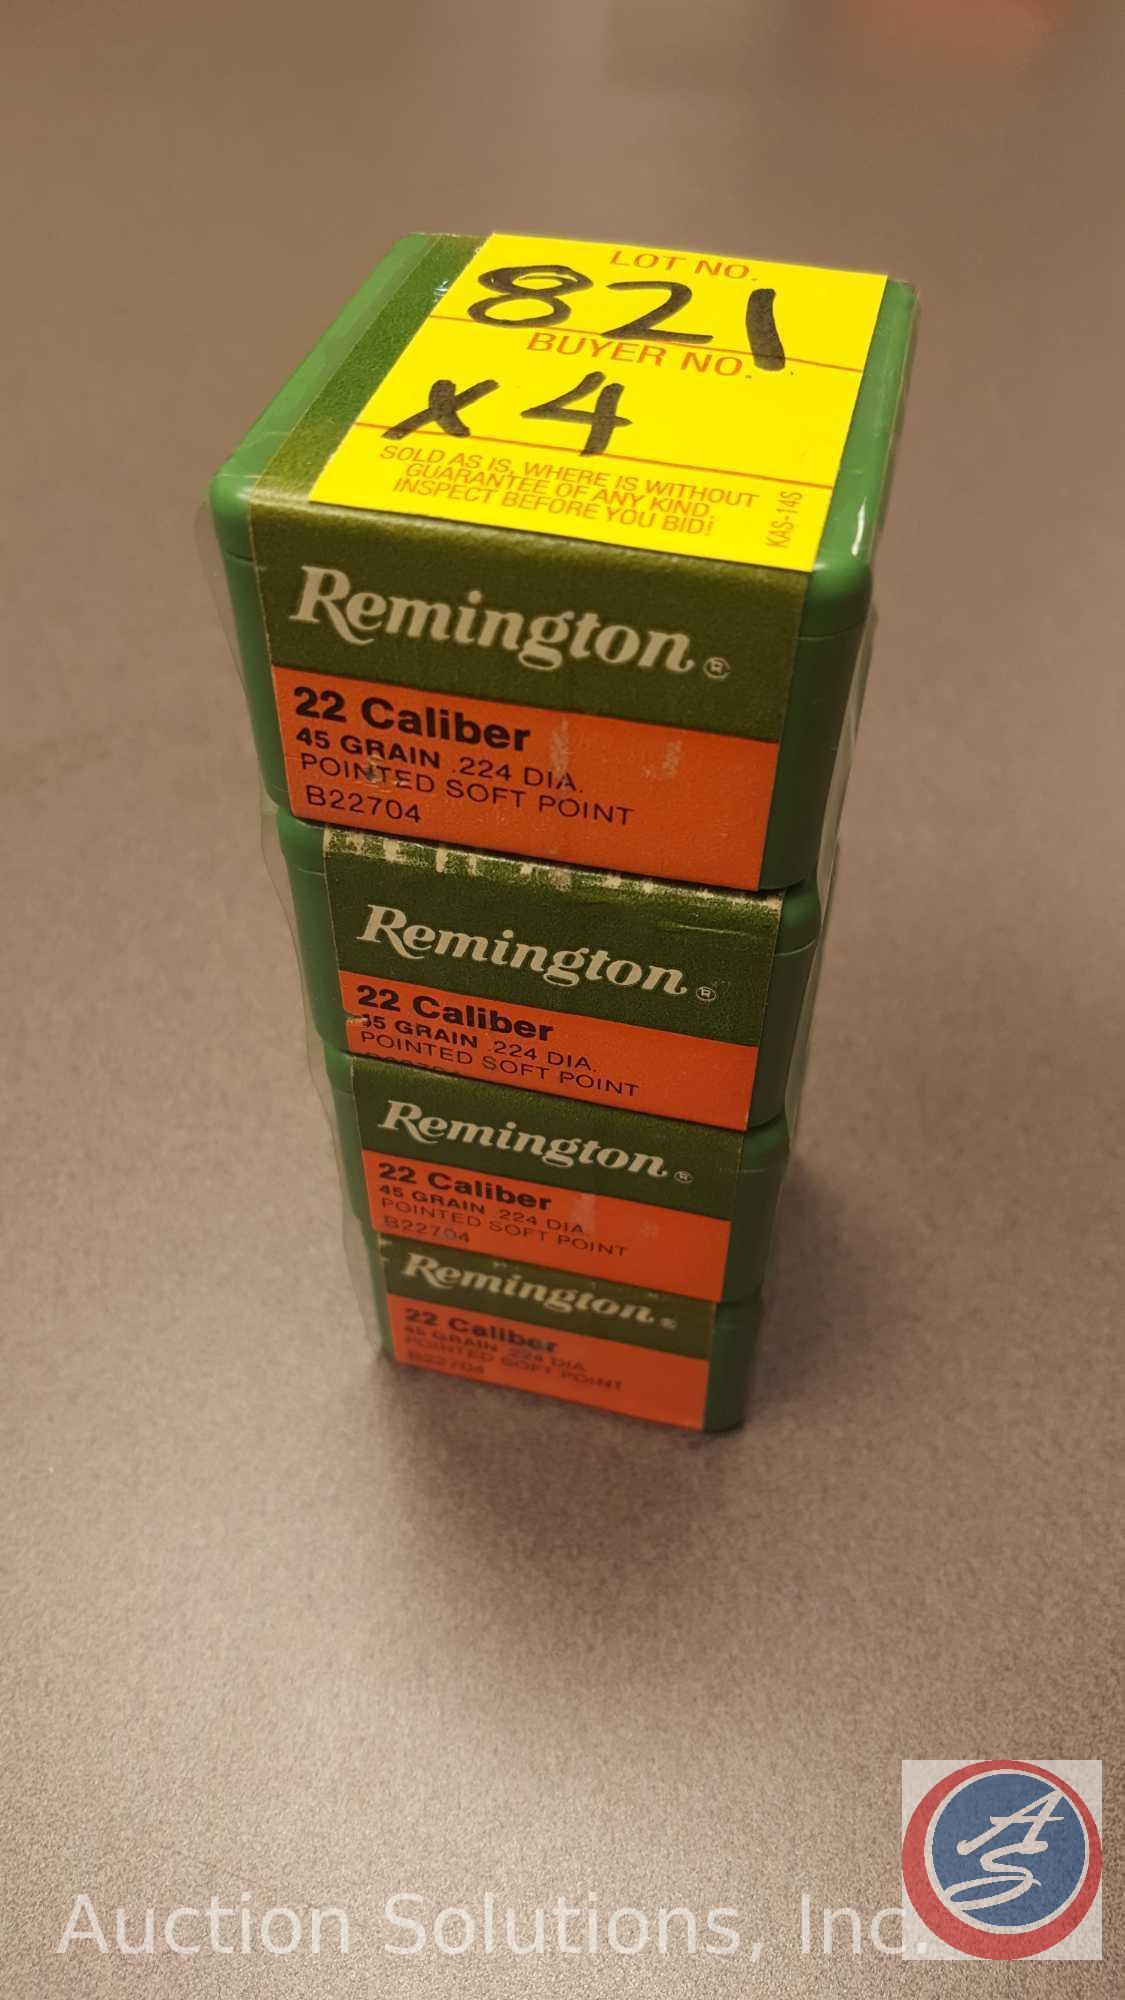 LOT NO.
821
BUYER NO.
x 4
SOLD AS IS, WHERE IS WITHOUT
GUARANTEE OF ANY KIND.
INSPECT BEFORE YOU BID!
KAS-14S
Remington®
22 Caliber
45 GRAIN .224 DIA.
POINTED SOFT POINT
B22704
Remington®
22 Caliber
GRAIN .224 DIA.
POINTED SOFT POINT
Remington®
22 Caliber
45 GRAIN .224 DIA.
POINTED SOFT POINT
B22704
Remington®
22 Caliber
45 GRAIN .224 DIA.
POINTED SOFT POINT
B22704
AS
Auction Solutions, Inc.